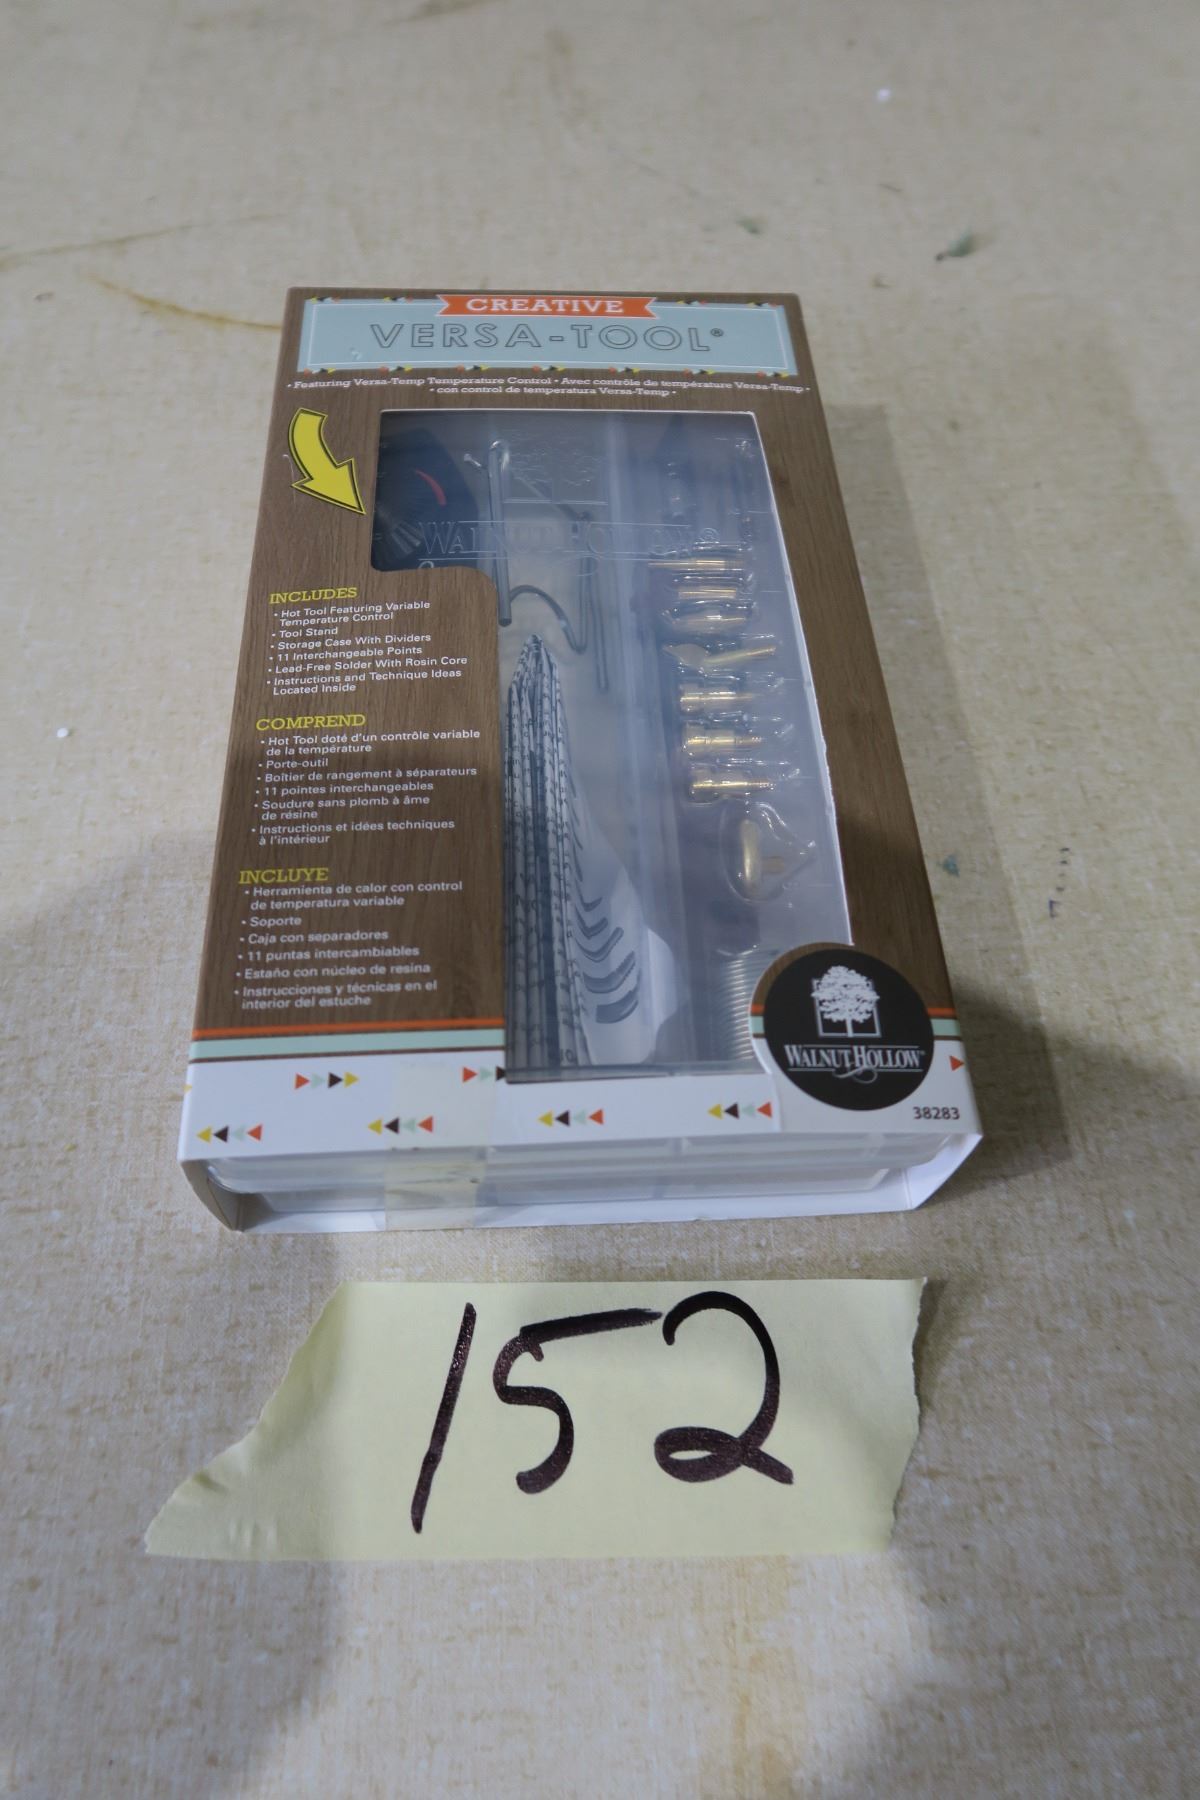 CREATIVE
VERSA-TOOL®
• Featuring Versa-Temp Temperature Control • Avec contrôle de température Versa-Temp •
• con control de temperatura Versa-Temp •
WALNUT HOLLOW®
INCLUDES
• Hot Tool Featuring Variable
Temperature Control
• Tool Stand
• Storage Case With Dividers
• 11 Interchangeable Points
• Lead-Free Solder With Rosin Core
• Instructions and Technique Ideas
Located Inside
COMPREND
• Hot Tool doté d'un contrôle variable
de la température
• Porte-outil
• Boîtier de rangement à séparateurs
• 11 pointes interchangeables
• Soudure sans plomb à âme
de résine
• Instructions et idées techniques
à l'intérieur
INCLUYE
• Herramienta de calor con control
de temperatura variable
• Soporte
• Caja con separadores
• 11 puntas intercambiables
• Estaño con núcleo de resina
• Instrucciones y técnicas en el
interior del estuche
WALNUT HOLLOW™
38283
152